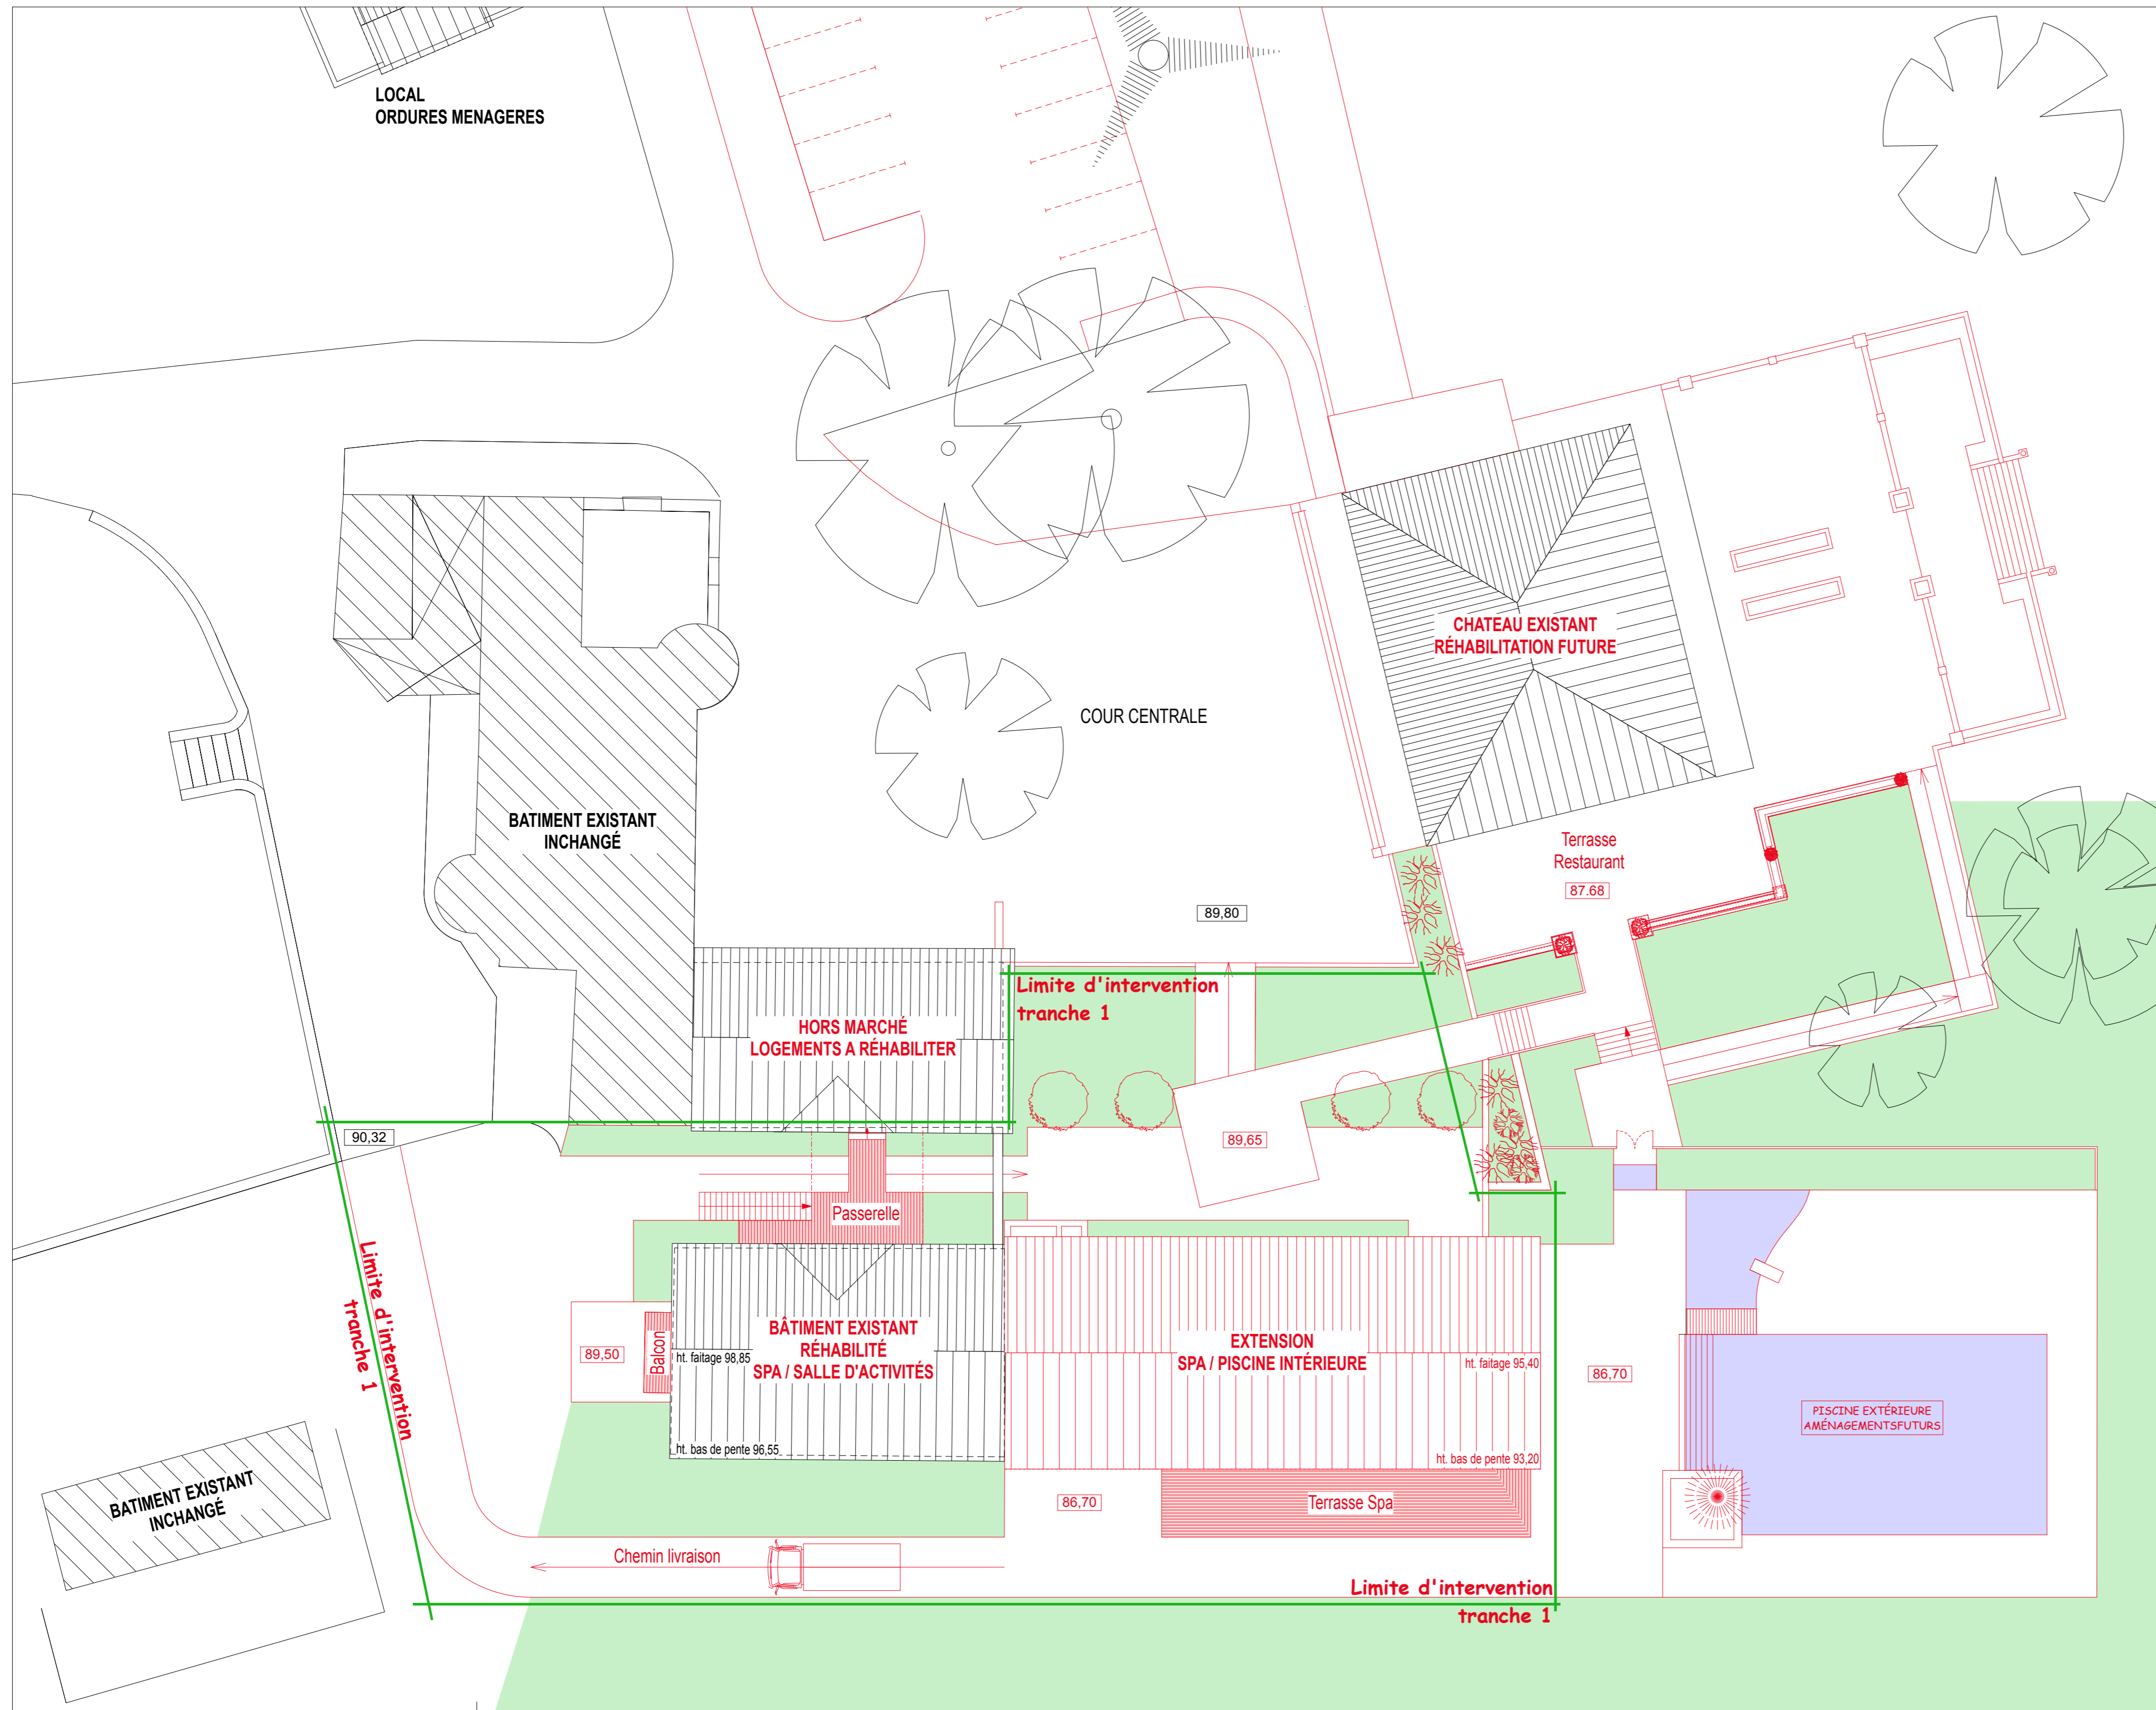 LOCAL
ORDURES MENAGERES
CHATEAU EXISTANT
RÉHABILITATION FUTURE
COUR CENTRALE
BATIMENT EXISTANT
INCHANGÉ
Terrasse
Restaurant
87.68
89,80
Limite d'intervention
tranche 1
HORS MARCHÉ
LOGEMENTS A RÉHABILITER
90,32
89,65
Passerelle
Limite d'intervention
tranche 1
89,50
Balcon
BÂTIMENT EXISTANT
RÉHABILITÉ
SPA / SALLE D'ACTIVITÉS
ht. faitage 98,85
ht. bas de pente 96,55
EXTENSION
SPA / PISCINE INTÉRIEURE
ht. faitage 95,40
ht. bas de pente 93,20
86,70
PISCINE EXTÉRIEURE
AMÉNAGEMENTSFUTURS
BATIMENT EXISTANT
INCHANGÉ
86,70
Terrasse Spa
Chemin livraison
Limite d'intervention
tranche 1